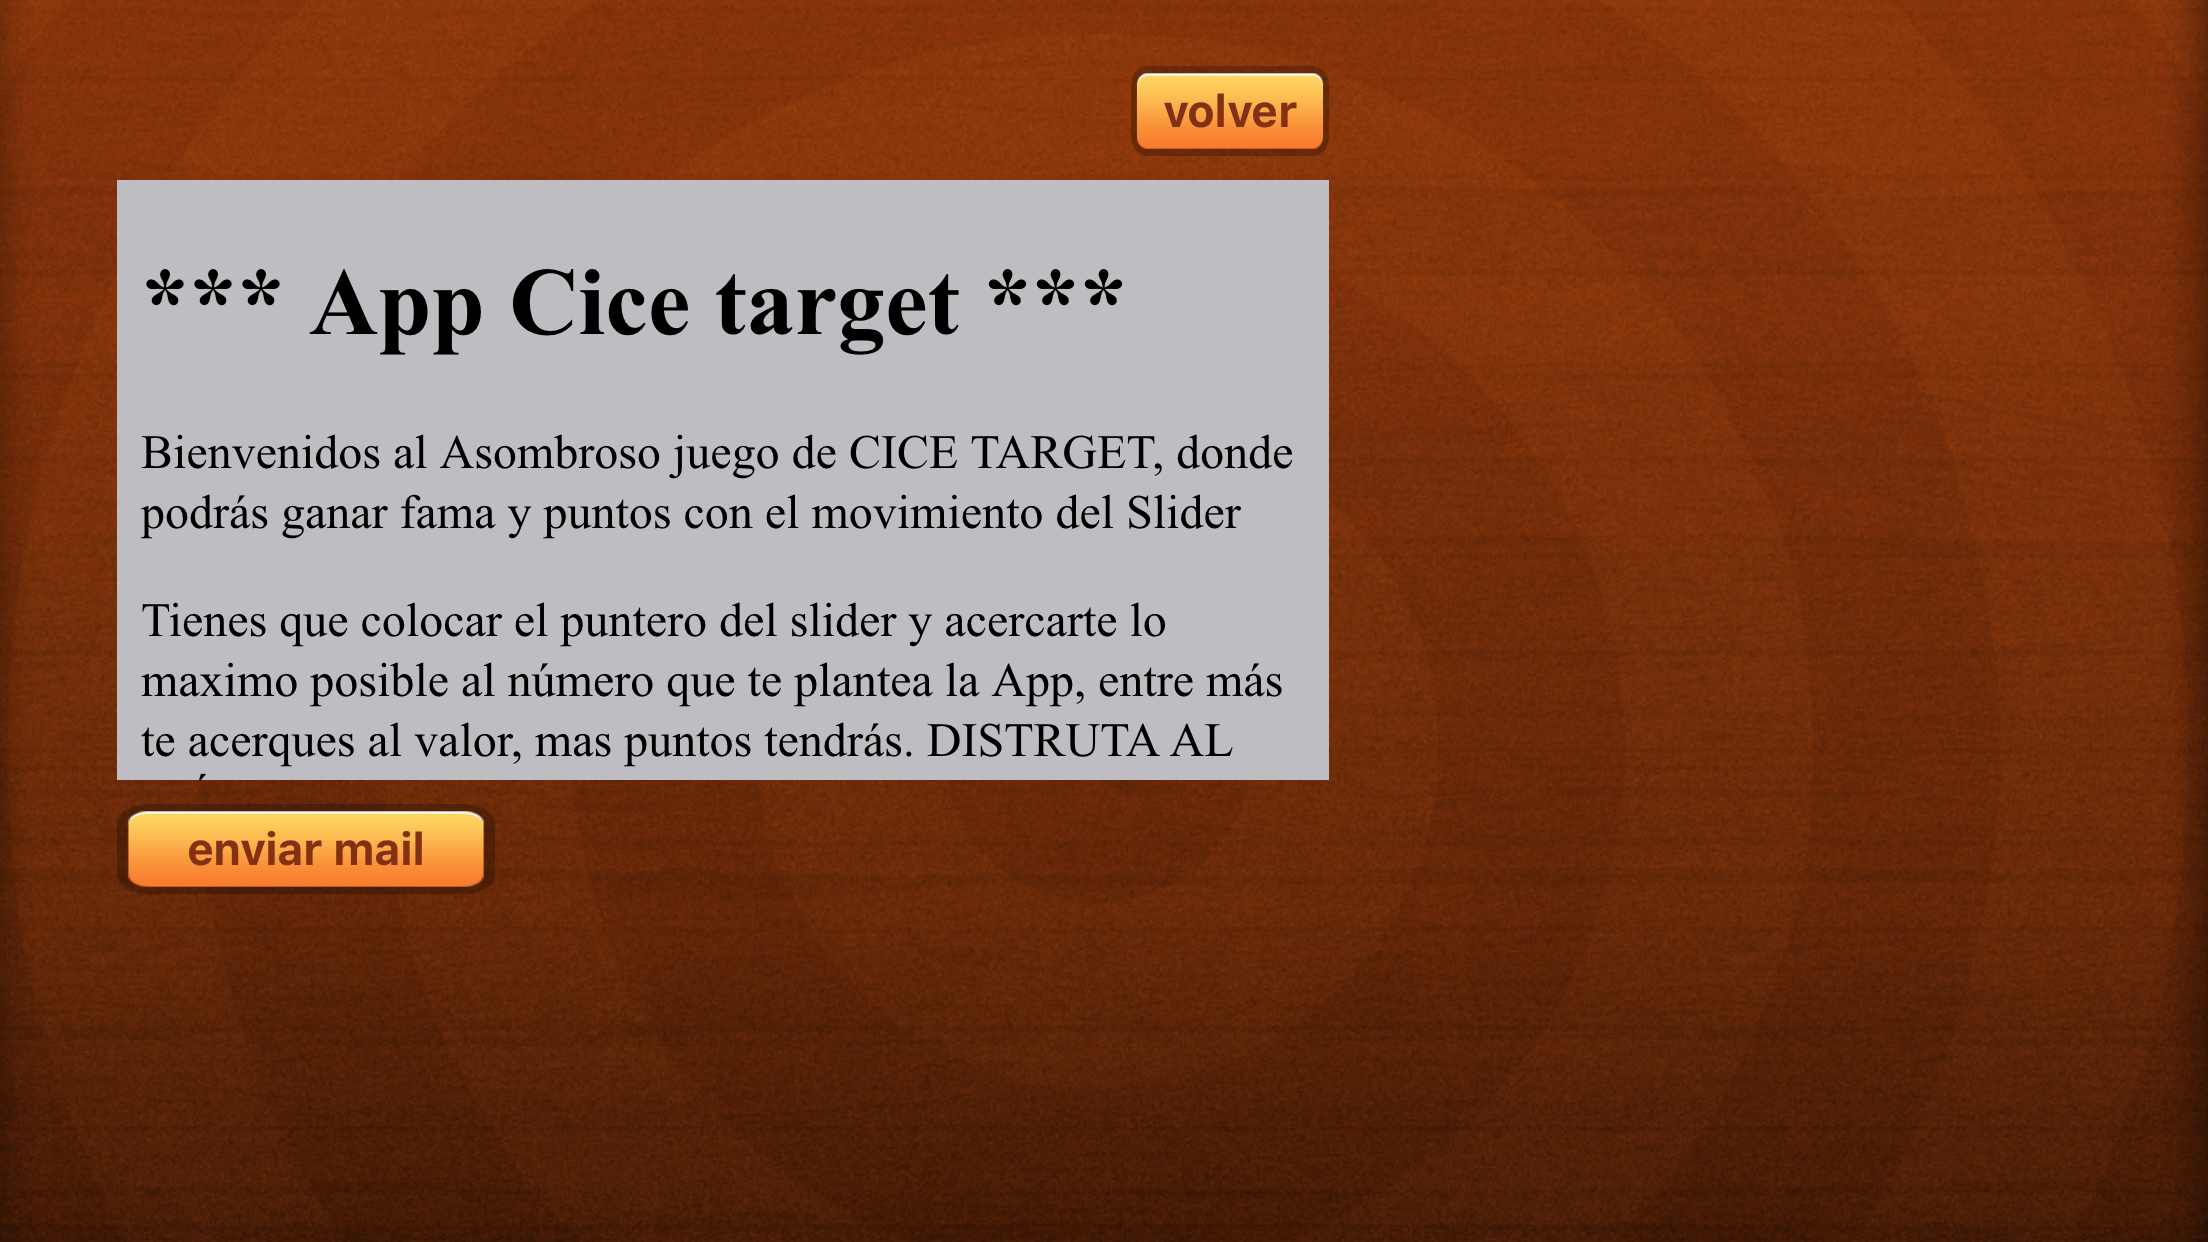 volver
*** App Cice target ***
Bienvenidos al Asombroso juego de CICE TARGET, donde
podrás ganar fama y puntos con el movimiento del Slider
Tienes que colocar el puntero del slider y acercarte lo
maximo posible al número que te plantea la App, entre más
te acerques al valor, mas puntos tendrás. DISTRUTA AL
enviar mail